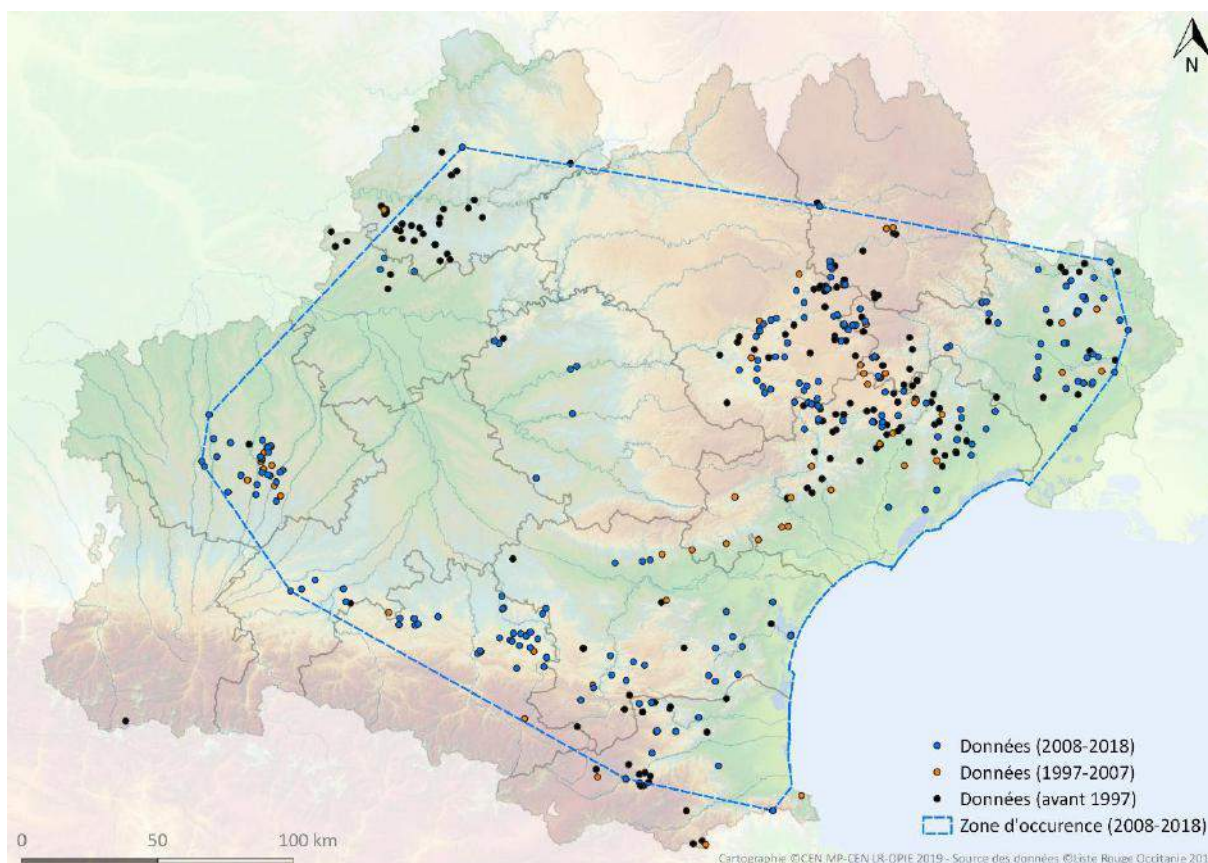 N
Données (2008-2018)
Données (1997-2007)
Données (avant 1997)
Zone d'occurence (2008-2018)
0 50 100 km
Cartographie ©CEN MP-CEN LR-OPIE 2019 - Source des données ©Liste Rouge Occitanie 201